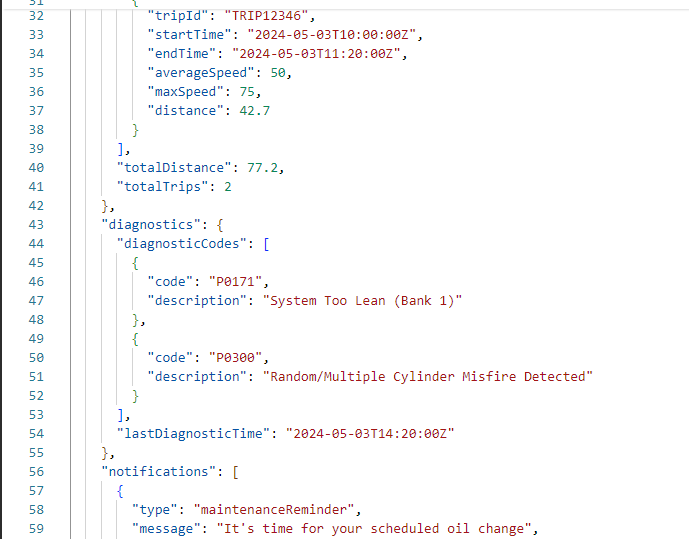 31 {
32 "tripId": "TRIP12346",
33 "startTime": "2024-05-03T10:00:00Z",
34 "endTime": "2024-05-03T11:20:00Z",
35 "averageSpeed": 50,
36 "maxSpeed": 75,
37 "distance": 42.7
38 }
39 ],
40 "totalDistance": 77.2,
41 "totalTrips": 2
42 },
43 "diagnostics": {
44 "diagnosticCodes": [
45 {
46 "code": "P0171",
47 "description": "System Too Lean (Bank 1)"
48 },
49 {
50 "code": "P0300",
51 "description": "Random/Multiple Cylinder Misfire Detected"
52 }
53 ],
54 "lastDiagnosticTime": "2024-05-03T14:20:00Z"
55 },
56 "notifications": [
57 {
58 "type": "maintenanceReminder",
59 "message": "It's time for your scheduled oil change",